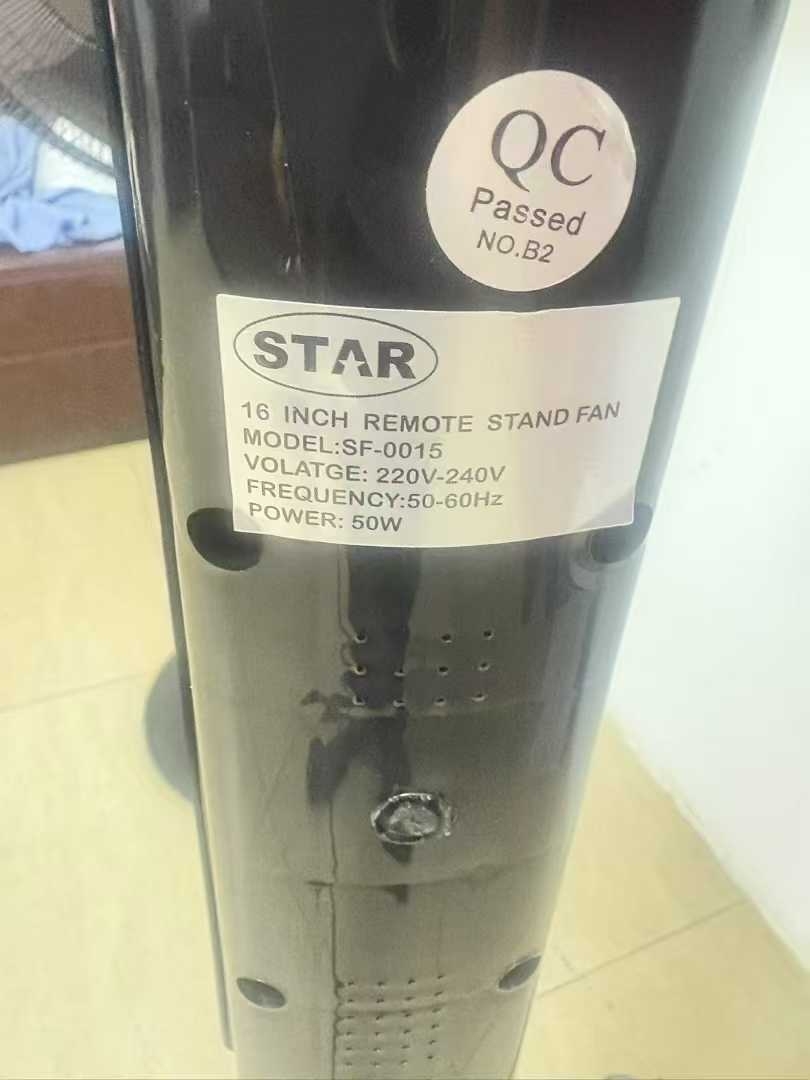 QC
Passed
NO.B2
STAR
16 INCH REMOTE STAND FAN
MODEL:SF-0015
VOLATGE: 220V-240V
FREQUENCY:50-60Hz
POWER: 50W